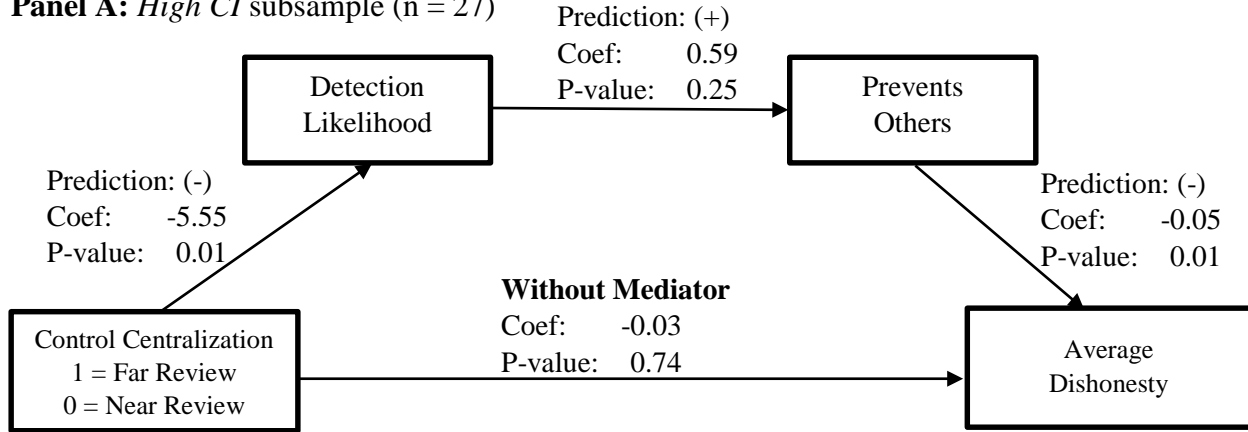 Panel A: High CI subsample (n = 27)
Prediction: (+)
Coef: 0.59
P-value: 0.25
Detection
Likelihood
Prevents
Others
Prediction: (-)
Coef: -5.55
P-value: 0.01
Prediction: (-)
Coef: -0.05
P-value: 0.01
Without Mediator
Coef: -0.03
P-value: 0.74
Control Centralization
1 = Far Review
0 = Near Review
Average
Dishonesty